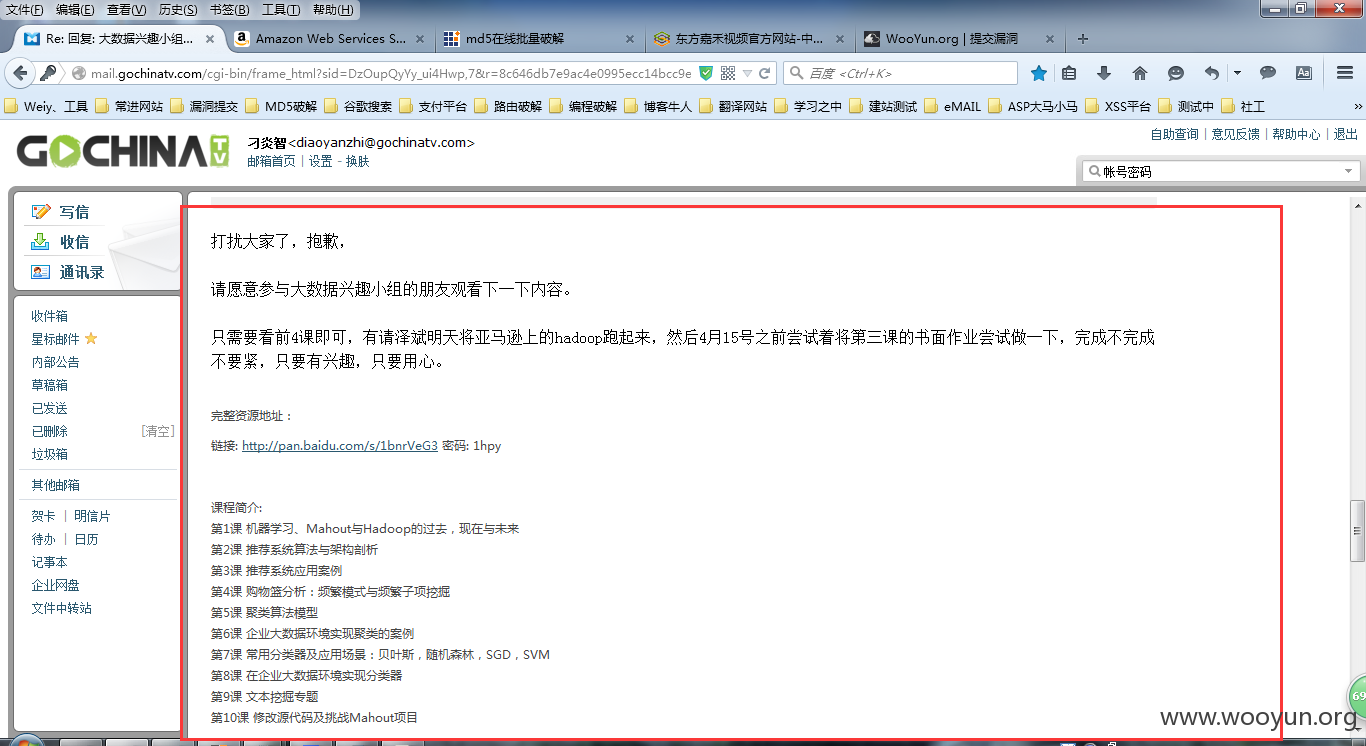 文件(F) 编辑(E) 查看(V) 历史(S) 书签(B) 工具(T) 帮助(H)
Re: 回复: 大数据兴趣小组... Amazon Web Services S... md5在线批量破解 东方嘉禾视频官方网站-中... WooYun.org | 提交漏洞
mail.gochinatv.com/cgi-bin/frame_html?sid=DzOupQyYy_ui4Hwp,7&r=8c646db7e9ac4e0995ecc14bcc9e 百度 <Ctrl+K>
Weiy、工具 常进网站 漏洞提交 MD5破解 谷歌搜索 支付平台 路由破解 编程破解 博客牛人 翻译网站 学习之中 建站测试 eMAIL ASP大马小马 XSS平台 测试中 社工
GOCHINA TV
刁炎智<diaoyanzhi@gochinatv.com>
邮箱首页 | 设置 - 换肤
自助查询 | 意见反馈 | 帮助中心 | 退出
帐号密码
写信
收信
通讯录
收件箱
星标邮件
内部公告
草稿箱
已发送
已删除 [清空]
垃圾箱
其他邮箱
贺卡 | 明信片
待办 | 日历
记事本
企业网盘
文件中转站
打扰大家了，抱歉，
请愿意参与大数据兴趣小组的朋友观看下一下内容。
只需要看前4课即可，有请泽斌明天将亚马逊上的hadoop跑起来，然后4月15号之前尝试着将第三课的书面作业尝试做一下，完成不完成
不要紧，只要有兴趣，只要用心。
完整资源地址：
链接: http://pan.baidu.com/s/1bnrVeG3 密码: 1hpy
课程简介:
第1课 机器学习、Mahout与Hadoop的过去，现在与未来
第2课 推荐系统算法与架构剖析
第3课 推荐系统应用案例
第4课 购物篮分析：频繁模式与频繁子项挖掘
第5课 聚类算法模型
第6课 企业大数据环境实现聚类的案例
第7课 常用分类器及应用场景：贝叶斯，随机森林，SGD，SVM
第8课 在企业大数据环境实现分类器
第9课 文本挖掘专题
第10课 修改源代码及挑战Mahout项目
69
www.wooyun.org